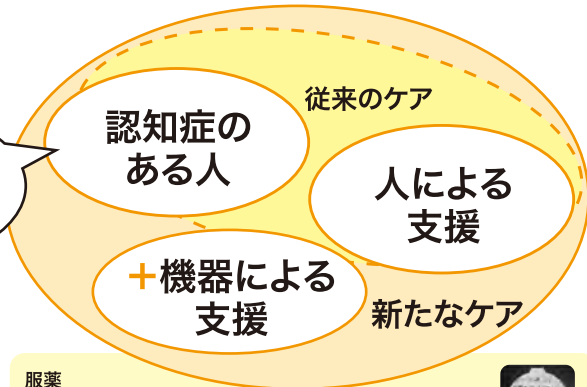 従来のケア
認知症の
ある人
人による
支援
+機器による
支援
新たなケア
服薬